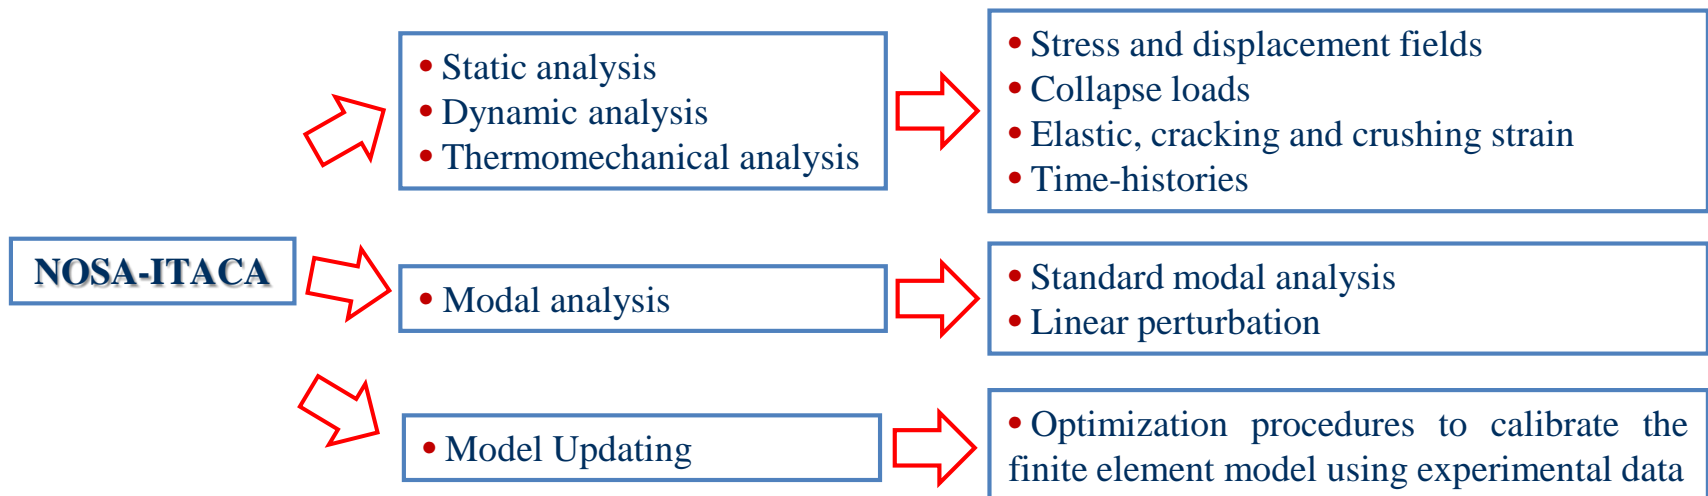 NOSA-ITACA
• Static analysis
• Dynamic analysis
• Thermomechanical analysis
• Stress and displacement fields
• Collapse loads
• Elastic, cracking and crushing strain
• Time-histories
• Modal analysis
• Standard modal analysis
• Linear perturbation
• Model Updating
• Optimization procedures to calibrate the
finite element model using experimental data